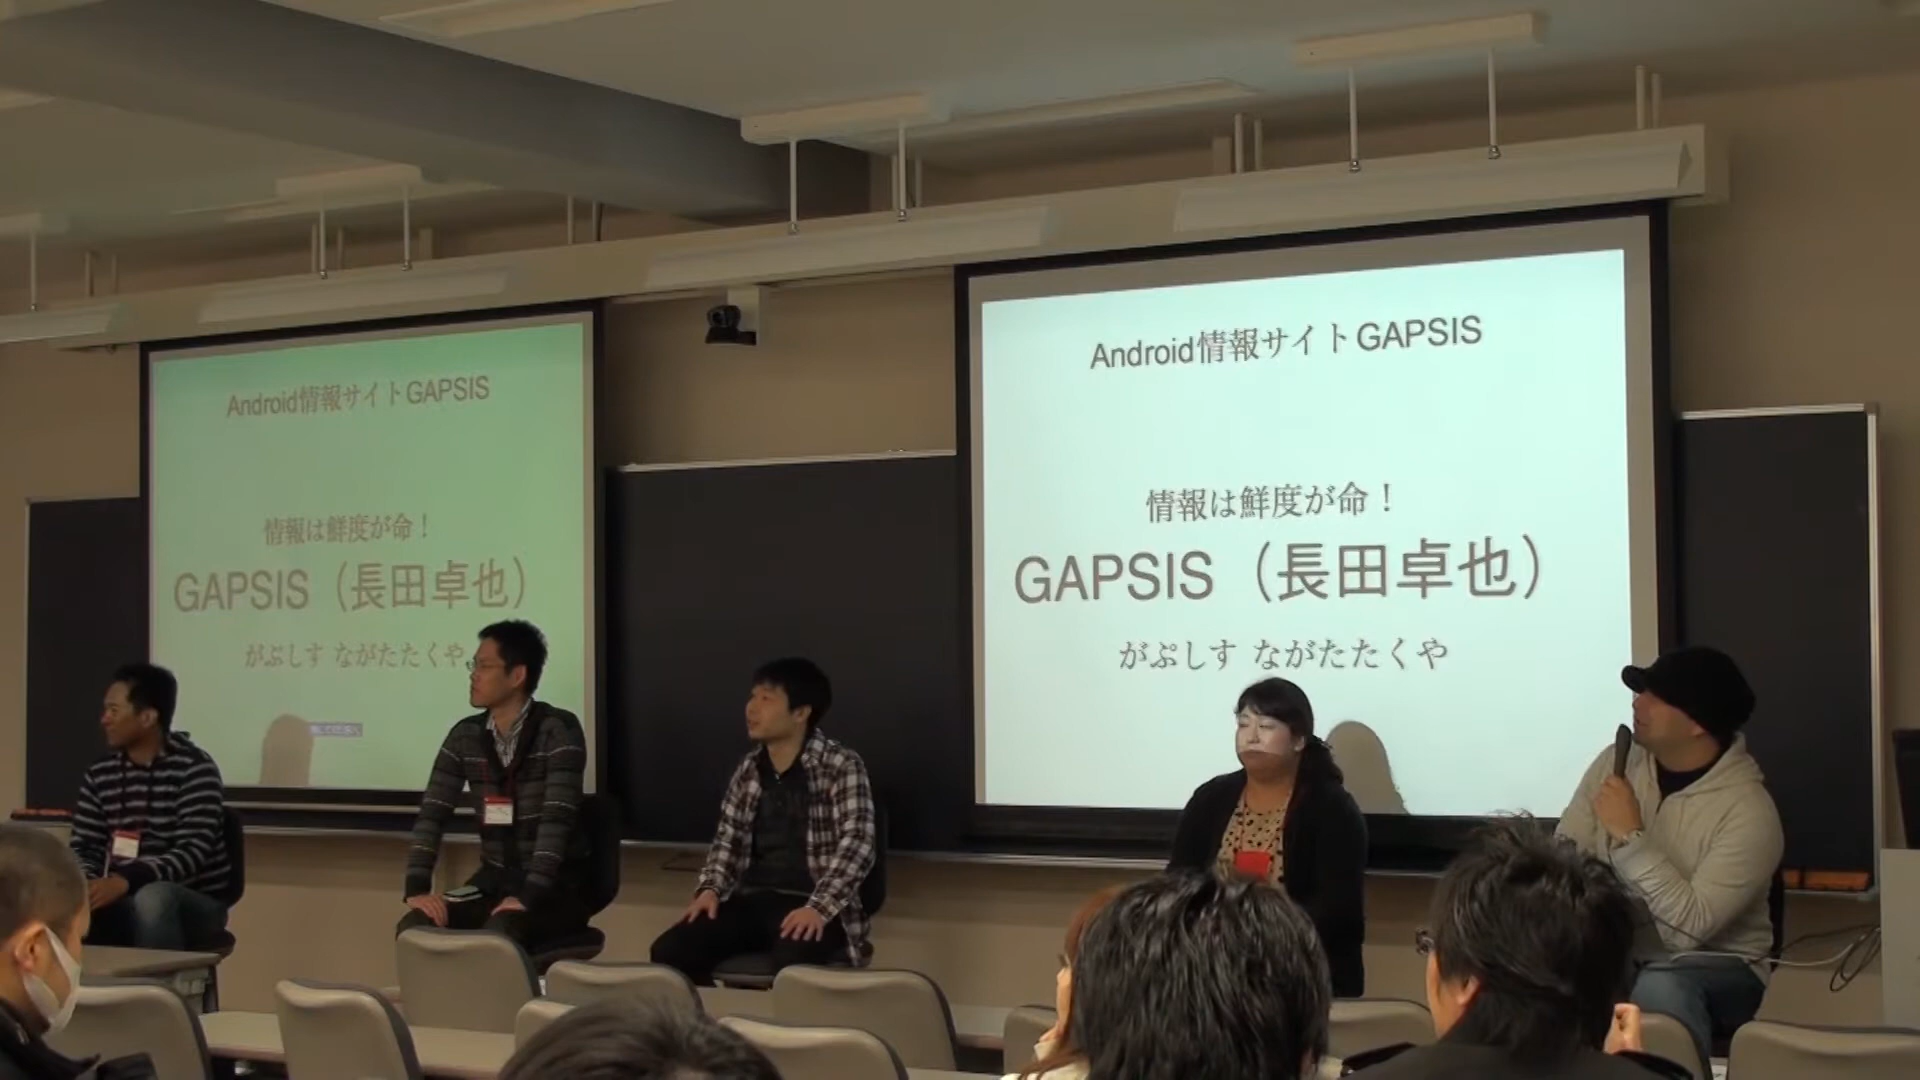 Android情報サイトGAPSIS
情報は鮮度が命！
GAPSIS（長田卓也）
がぷしす ながたたくや
Android情報サイトGAPSIS
情報は鮮度が命！
GAPSIS（長田卓也）
がぷしす ながたたくや